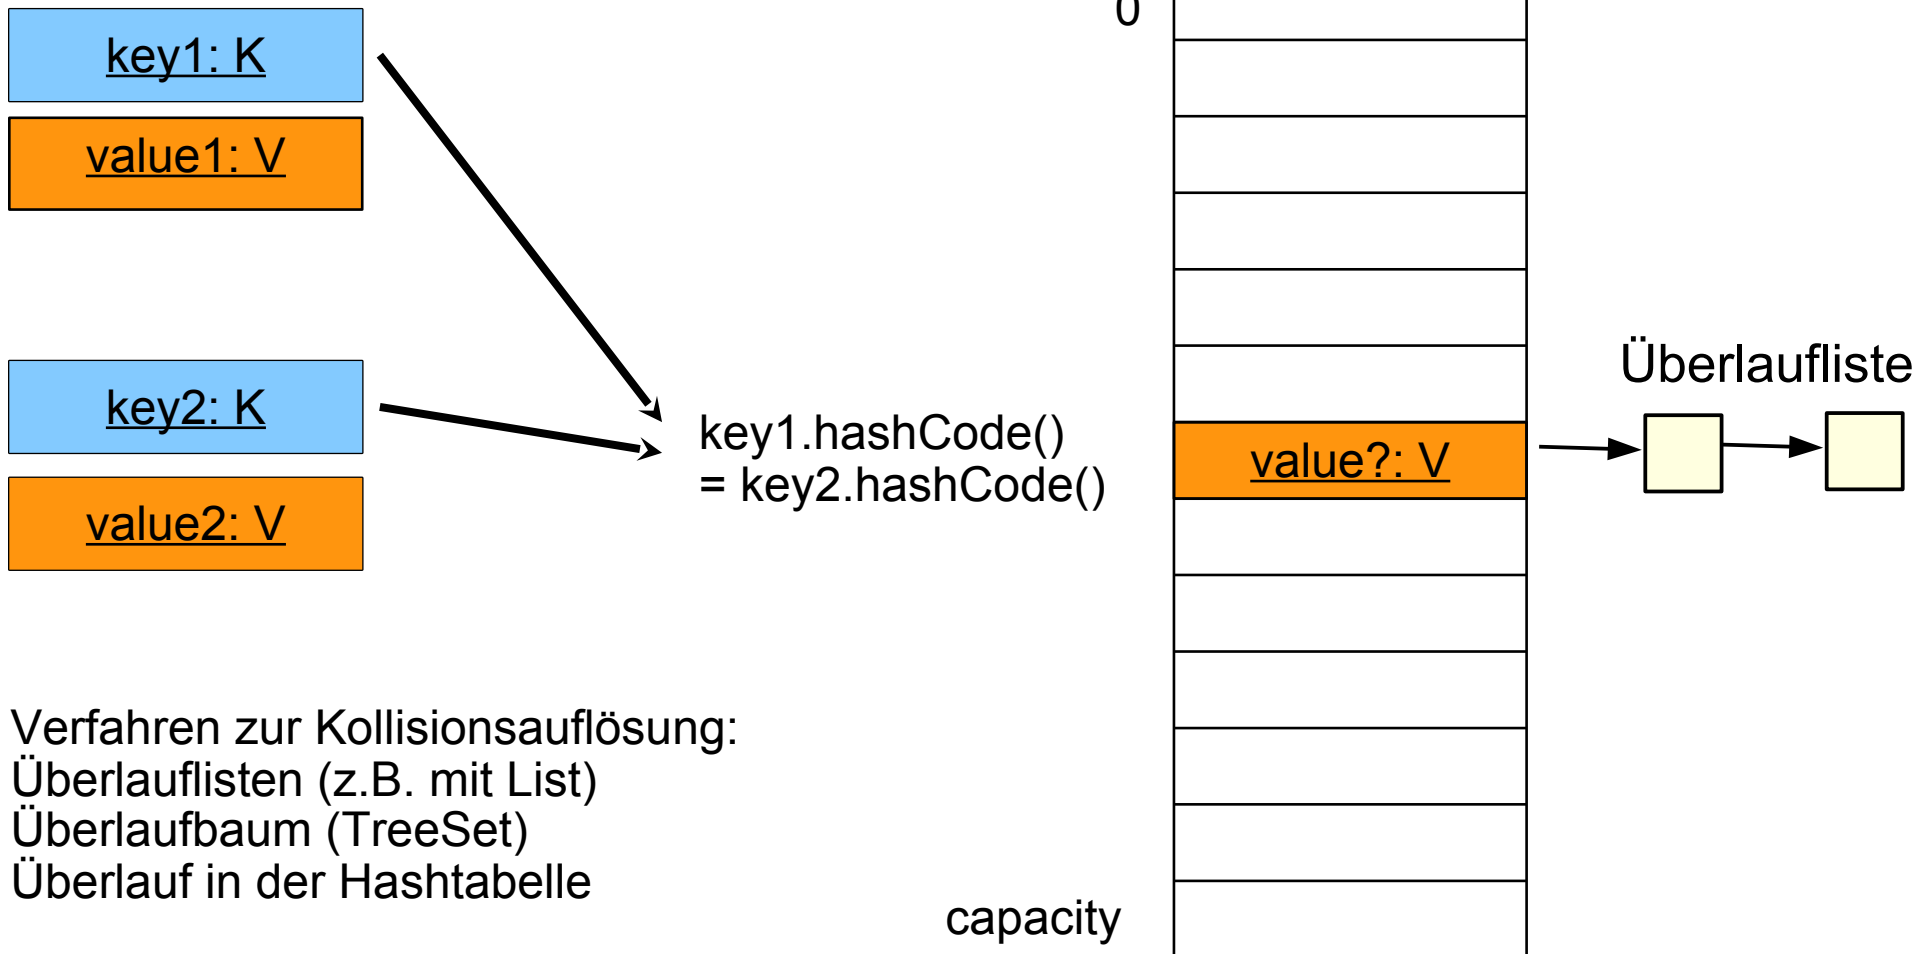 key1: K
value1: V
key2: K
value2: V
key1.hashCode()
= key2.hashCode()
0
value?: V
capacity
Überlaufliste
Verfahren zur Kollisionsauflösung:
Überlauflisten (z.B. mit List)
Überlaufbaum (TreeSet)
Überlauf in der Hashtabelle